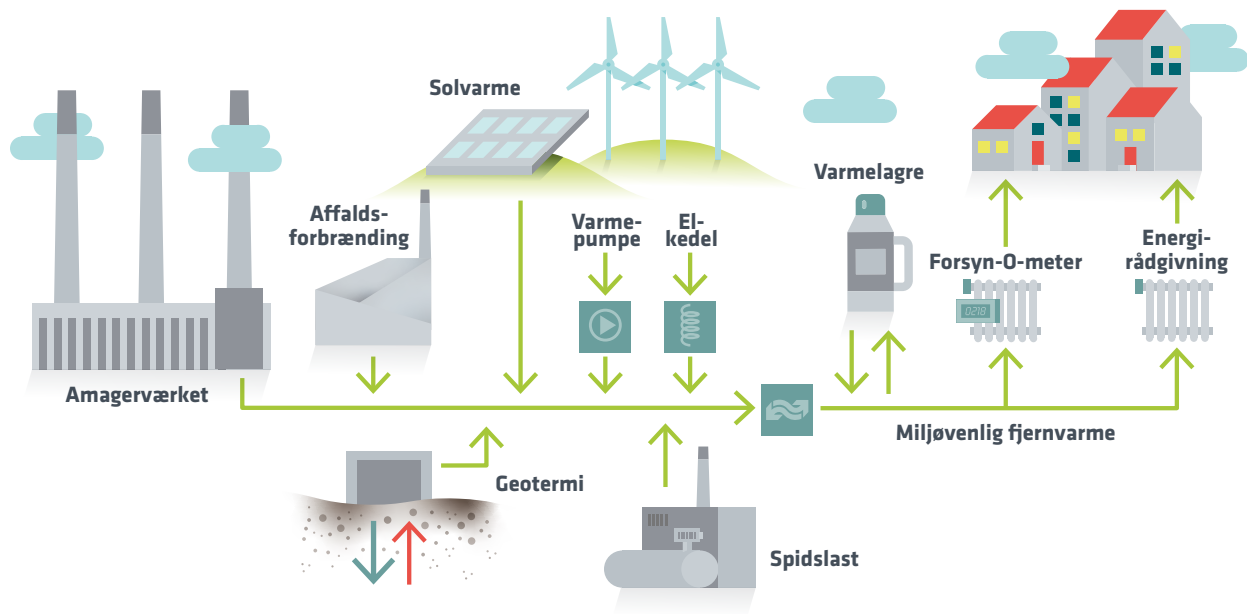 Solvarme
Affalds-
forbrænding
Varme-
pumpe
El-
kedel
Varmelagre
Forsyn-O-meter
Energi-
rådgivning
0218
Amagerværket
Miljøvenlig fjernvarme
Geotermi
Spidslast